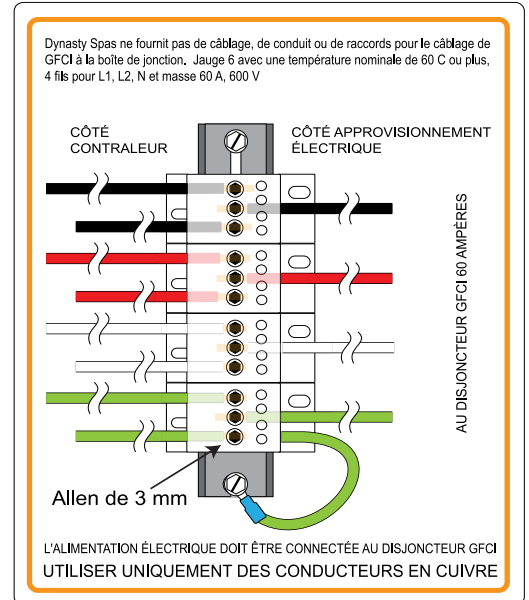 Dynasty Spas ne fournit pas de câblage, de conduit ou de raccords pour le câblage de
GFCI à la boîte de jonction. Jauge 6 avec une température nominale de 60 C ou plus,
4 fils pour L1, L2, N et masse 60 A, 600 V
CÔTÉ
CONTRALEUR
CÔTÉ APPROVISIONNEMENT
ÉLECTRIQUE
AU DISJONCTEUR GFCI 60 AMPÈRES
Allen de 3 mm
L'ALIMENTATION ÉLECTRIQUE DOIT ÊTRE CONNECTÉE AU DISJONCTEUR GFCI
UTILISER UNIQUEMENT DES CONDUCTEURS EN CUIVRE